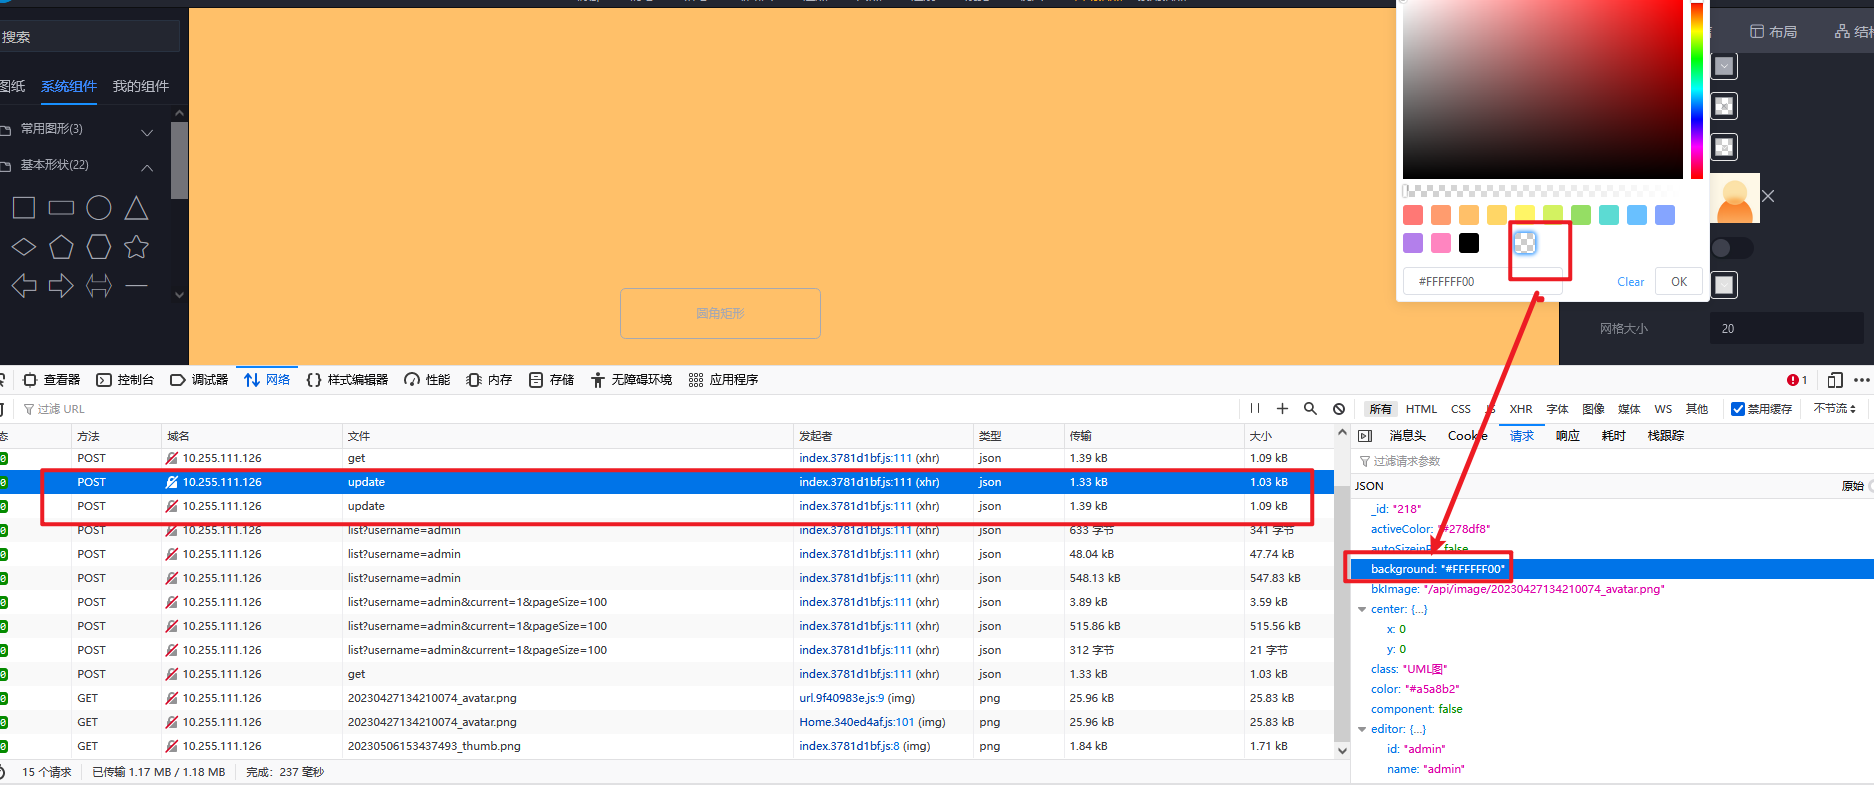 搜索
布局
结构
图纸 系统组件 我的组件
常用图形(3)
基本形状(22)
圆角矩形
#FFFFFF00
Clear
OK
网格大小
20
查看器 控制台 调试器 网络 样式编辑器 性能 内存 存储 无障碍环境 应用程序
1
过滤 URL
所有 HTML CSS JS XHR 字体 图像 媒体 WS 其他 禁用缓存 不节流
态 方法 域名 文件 发起者 类型 传输 大小
POST 10.255.111.126 get index.3781d1bf.js:111 (xhr) json 1.39 kB 1.09 kB
POST 10.255.111.126 update index.3781d1bf.js:111 (xhr) json 1.33 kB 1.03 kB
POST 10.255.111.126 update index.3781d1bf.js:111 (xhr) json 1.39 kB 1.09 kB
POST 10.255.111.126 list?username=admin index.3781d1bf.js:111 (xhr) json 633 字节 341 字节
POST 10.255.111.126 list?username=admin index.3781d1bf.js:111 (xhr) json 48.04 kB 47.74 kB
POST 10.255.111.126 list?username=admin index.3781d1bf.js:111 (xhr) json 548.13 kB 547.83 kB
POST 10.255.111.126 list?username=admin&current=1&pageSize=100 index.3781d1bf.js:111 (xhr) json 3.89 kB 3.59 kB
POST 10.255.111.126 list?username=admin&current=1&pageSize=100 index.3781d1bf.js:111 (xhr) json 515.86 kB 515.56 kB
POST 10.255.111.126 list?username=admin&current=1&pageSize=100 index.3781d1bf.js:111 (xhr) json 312 字节 21 字节
POST 10.255.111.126 get index.3781d1bf.js:111 (xhr) json 1.33 kB 1.03 kB
GET 10.255.111.126 20230427134210074_avatar.png url.9f40983e.js:9 (img) png 25.96 kB 25.83 kB
GET 10.255.111.126 20230427134210074_avatar.png Home.340ed4af.js:101 (img) png 25.96 kB 25.83 kB
GET 10.255.111.126 20230506153437493_thumb.png index.3781d1bf.js:8 (img) png 1.84 kB 1.71 kB
15 个请求 已传输 1.17 MB / 1.18 MB 完成：237 毫秒
消息头 Cookie 请求 响应 耗时 栈跟踪
过滤请求参数
JSON 原始
_id: "218"
activeColor: "#278df8"
false
background: "#FFFFFF00"
bkImage: "/api/image/20230427134210074_avatar.png"
center: {…}
x: 0
y: 0
class: "UML图"
color: "#a5a8b2"
component: false
editor: {…}
id: "admin"
name: "admin"